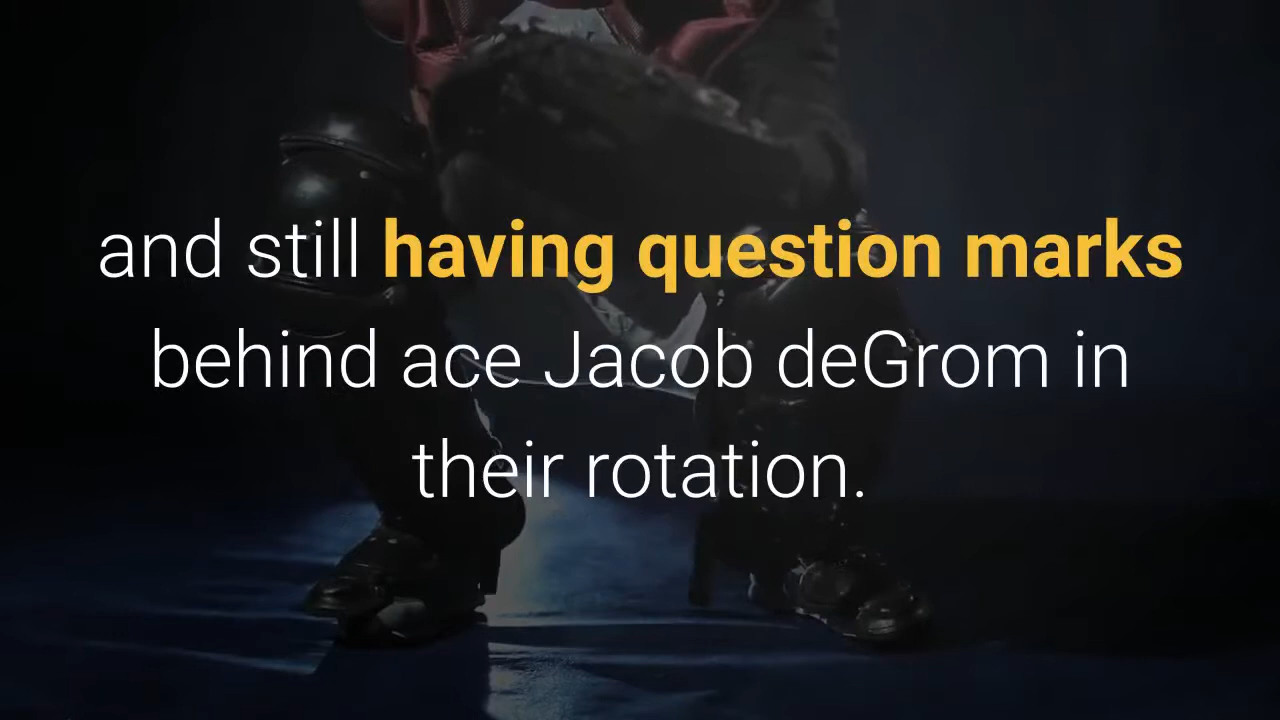 and still having question marks
behind ace Jacob deGrom in
their rotation.